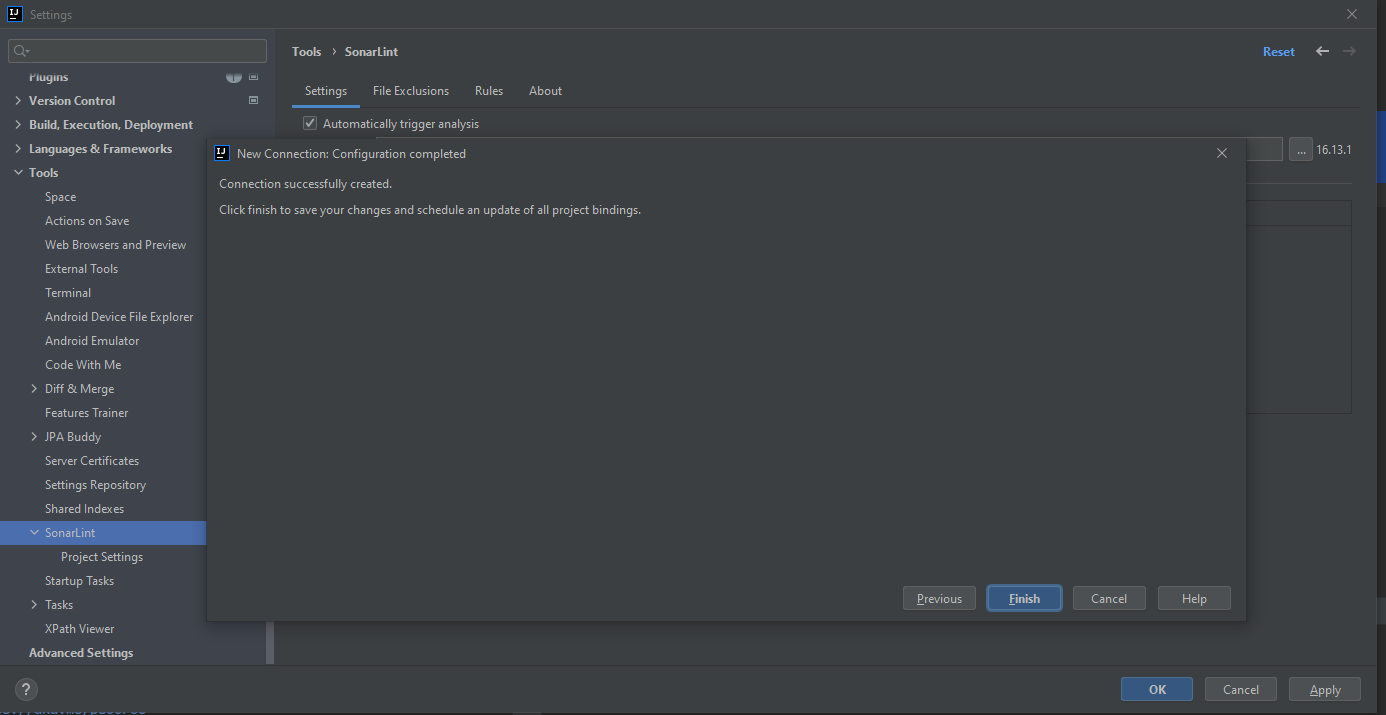 Settings
Tools › SonarLint
Reset
Settings
File Exclusions
Rules
About
Automatically trigger analysis
... 16.13.1
Plugins
Version Control
Build, Execution, Deployment
Languages & Frameworks
Tools
Space
Actions on Save
Web Browsers and Preview
External Tools
Terminal
Android Device File Explorer
Android Emulator
Code With Me
Diff & Merge
Features Trainer
JPA Buddy
Server Certificates
Settings Repository
Shared Indexes
SonarLint
Project Settings
Startup Tasks
Tasks
XPath Viewer
Advanced Settings
IJ New Connection: Configuration completed
Connection successfully created.
Click finish to save your changes and schedule an update of all project bindings.
Previous
Finish
Cancel
Help
?
OK
Cancel
Apply